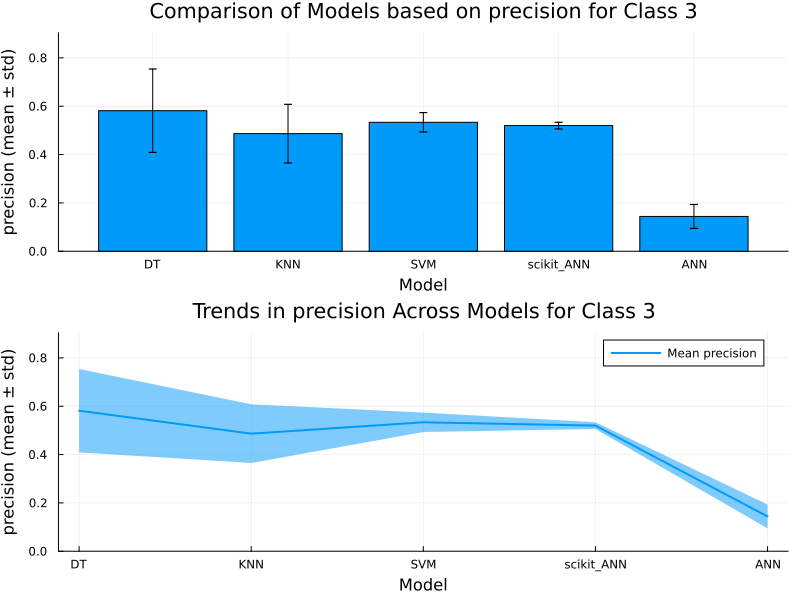 Comparison of Models based on precision for Class 3
precision (mean ± std)
0.8
0.6
0.4
0.2
0.0
DT KNN SVM scikit_ANN ANN
Model
Trends in precision Across Models for Class 3
precision (mean ± std)
Mean precision
0.8
0.6
0.4
0.2
0.0
DT KNN SVM scikit_ANN ANN
Model